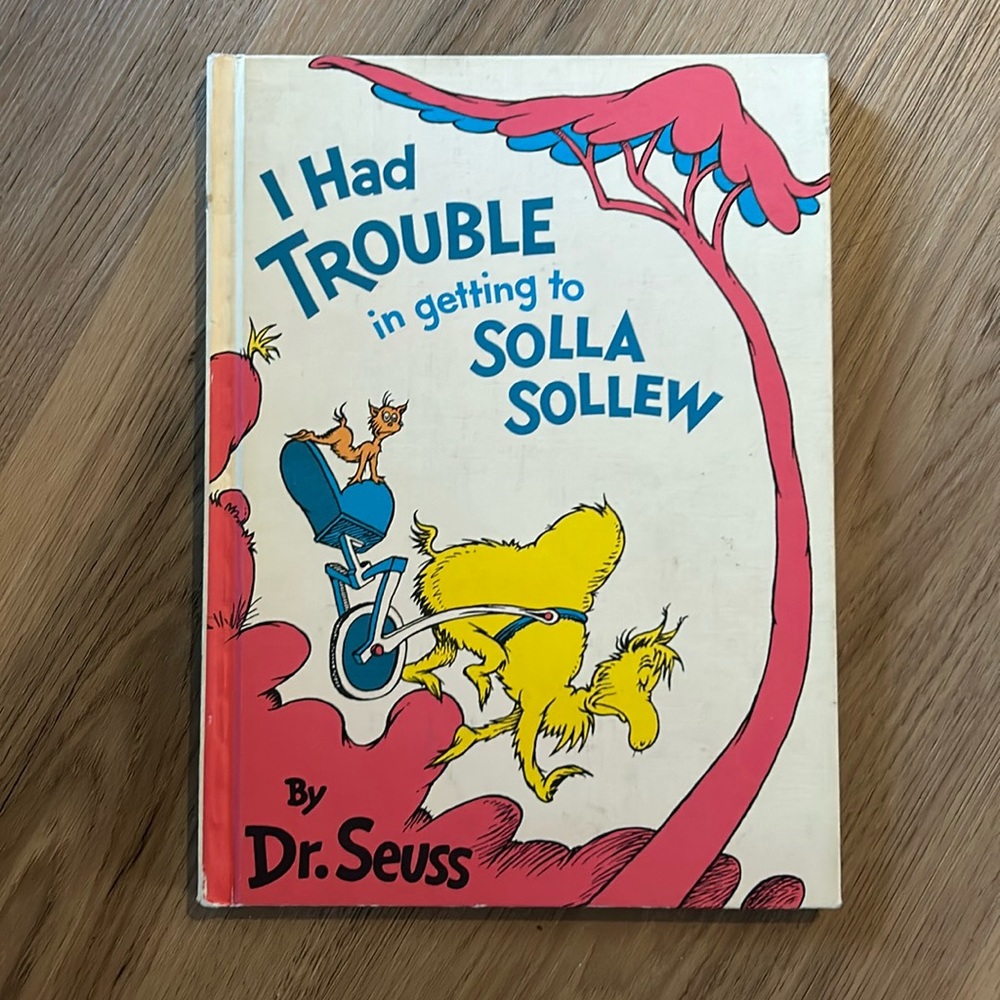 I Had
TROUBLE
in getting to
SOLLA
SOLLEW
By
Dr. Seuss